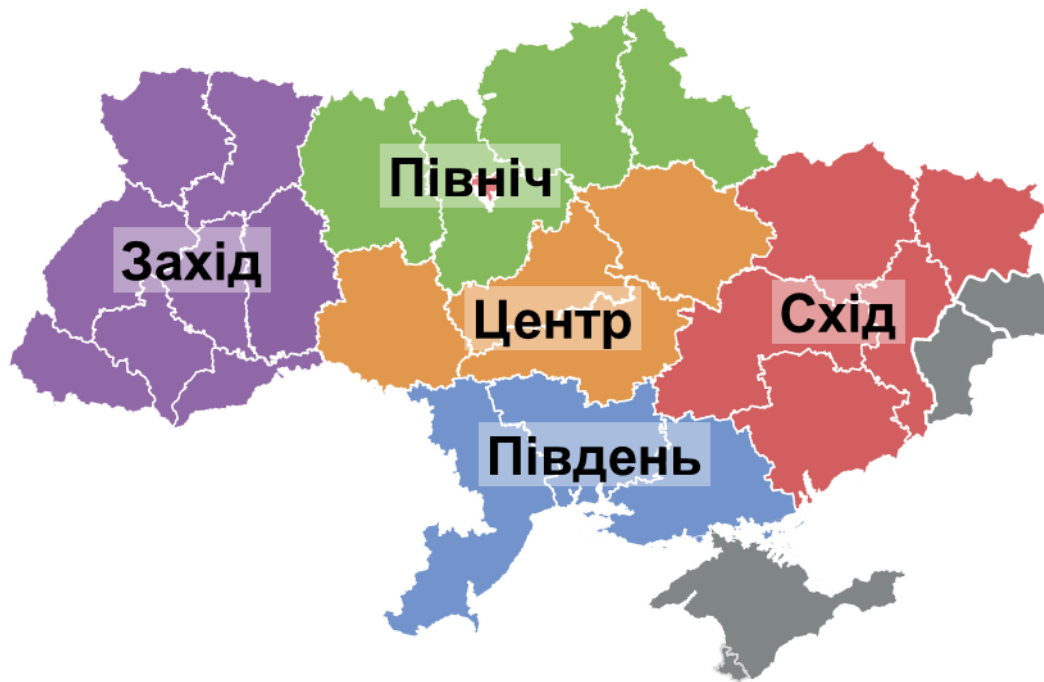 Північ
Захід
Центр
Схід
Південь